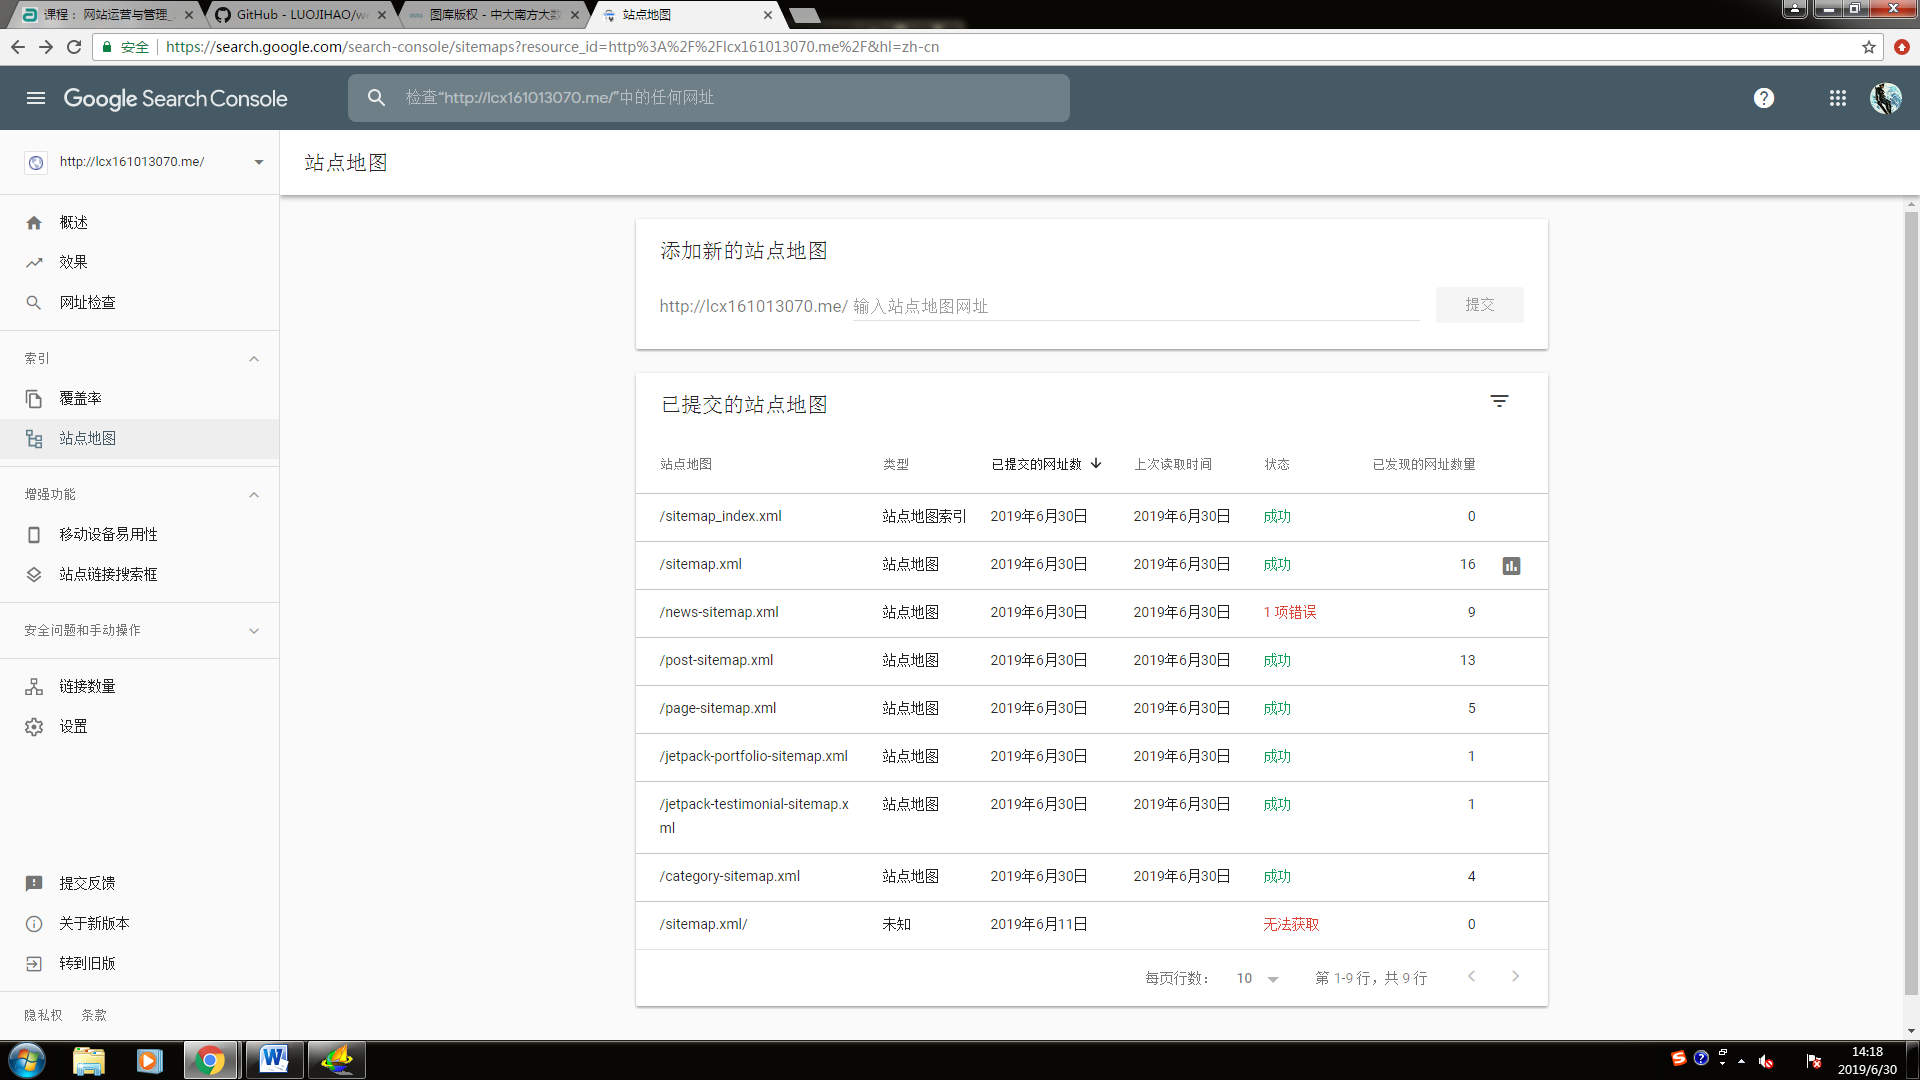 课程： 网站运营与管理_
GitHub - LUOJIHAO/w
图库版权 - 中大南方大数
站点地图
安全
https://search.google.com/search-console/sitemaps?resource_id=http%3A%2F%2Flcx161013070.me%2F&hl=zh-cn
Google Search Console
检查“http://lcx161013070.me/”中的任何网址
http://lcx161013070.me/
站点地图
概述
效果
网址检查
索引
覆盖率
站点地图
增强功能
移动设备易用性
站点链接搜索框
安全问题和手动操作
链接数量
设置
提交反馈
关于新版本
转到旧版
隐私权 条款
添加新的站点地图
http://lcx161013070.me/ 输入站点地图网址
提交
已提交的站点地图
站点地图 类型 已提交的网址数 上次读取时间 状态 已发现的网址数量
/sitemap_index.xml 站点地图索引 2019年6月30日 2019年6月30日 成功 0
/sitemap.xml 站点地图 2019年6月30日 2019年6月30日 成功 16
/news-sitemap.xml 站点地图 2019年6月30日 2019年6月30日 1 项错误 9
/post-sitemap.xml 站点地图 2019年6月30日 2019年6月30日 成功 13
/page-sitemap.xml 站点地图 2019年6月30日 2019年6月30日 成功 5
/jetpack-portfolio-sitemap.xml 站点地图 2019年6月30日 2019年6月30日 成功 1
/jetpack-testimonial-sitemap.x 站点地图 2019年6月30日 2019年6月30日 成功 1
ml
/category-sitemap.xml 站点地图 2019年6月30日 2019年6月30日 成功 4
/sitemap.xml/ 未知 2019年6月11日 无法获取 0
每页行数： 10 第 1-9 行，共 9 行
14:18
2019/6/30